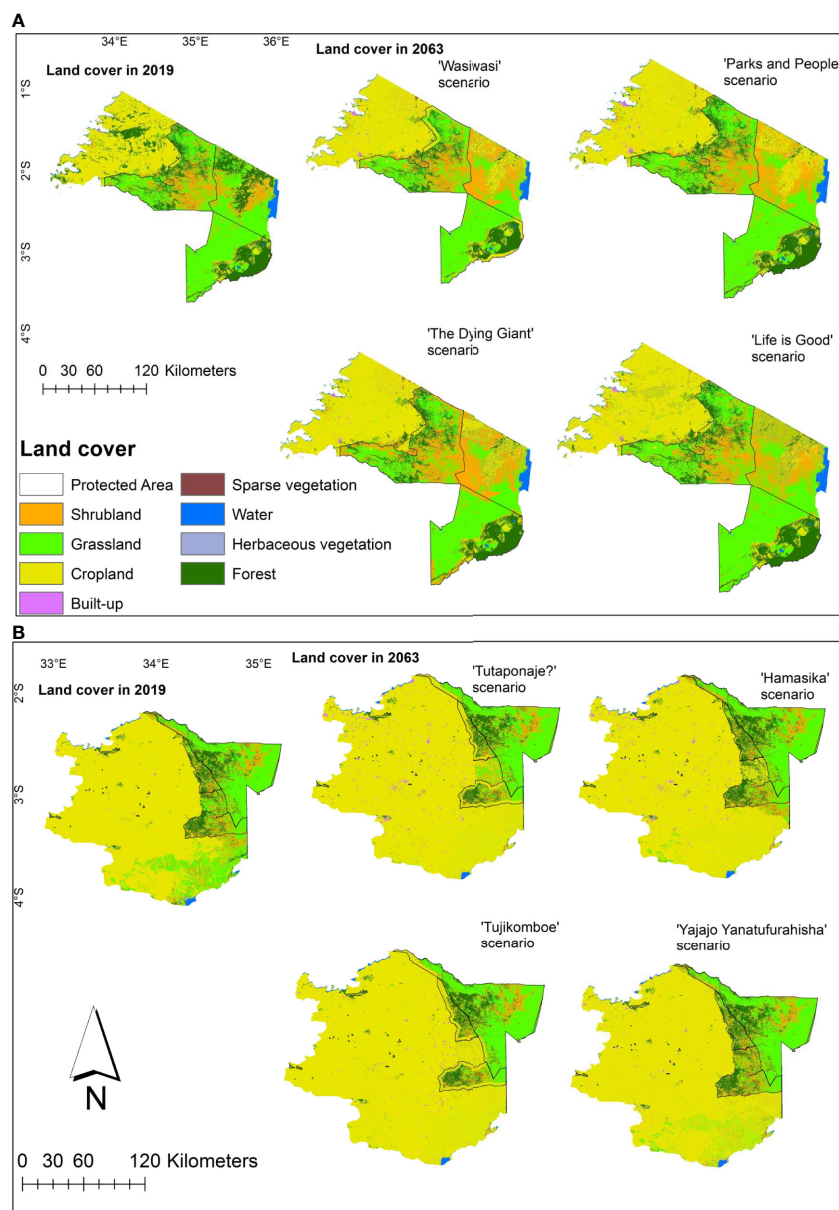 A
34°E 35°E 36°E
Land cover in 2019
Land cover in 2063
'Wasiwasi'
scenario
'Parks and People'
scenario
1°S
2°S
3°S
4°S
'The Dying Giant'
scenario
'Life is Good'
scenario
0 30 60 120 Kilometers
Land cover
Protected Area
Shrubland
Grassland
Cropland
Built-up
Sparse vegetation
Water
Herbaceous vegetation
Forest
B
33°E 34°E 35°E
Land cover in 2019
Land cover in 2063
'Tutaponaje?'
scenario
'Hamasika'
scenario
2°S
3°S
4°S
'Tujikomboe'
scenario
'Yajajo Yanatufurahisha'
scenario
N
0 30 60 120 Kilometers